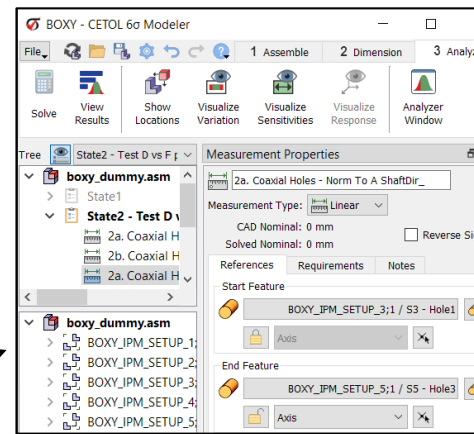 BOXY - CETOL 6σ Modeler
File 1 Assemble 2 Dimension 3 Analyz
Solve View Results Show Locations Visualize Variation Visualize Sensitivities Visualize Response Analyzer Window
Tree State2 - Test D vs F
Measurement Properties
boxy_dummy.asm
State1
State2 - Test D v
2a. Coaxial H
2b. Coaxial H
2a. Coaxial H
2a. Coaxial Holes - Norm To A ShaftDir_
Measurement Type: Linear
CAD Nominal: 0 mm
Solved Nominal: 0 mm
Reverse Si
References Requirements Notes
Start Feature
BOXY_IPM_SETUP_3;1 / S3 - Hole1
Axis
End Feature
BOXY_IPM_SETUP_5;1 / S5 - Hole3
Axis
boxy_dummy.asm
BOXY_IPM_SETUP_1;
BOXY_IPM_SETUP_2;
BOXY_IPM_SETUP_3;
BOXY_IPM_SETUP_4;
BOXY_IPM_SETUP_5;